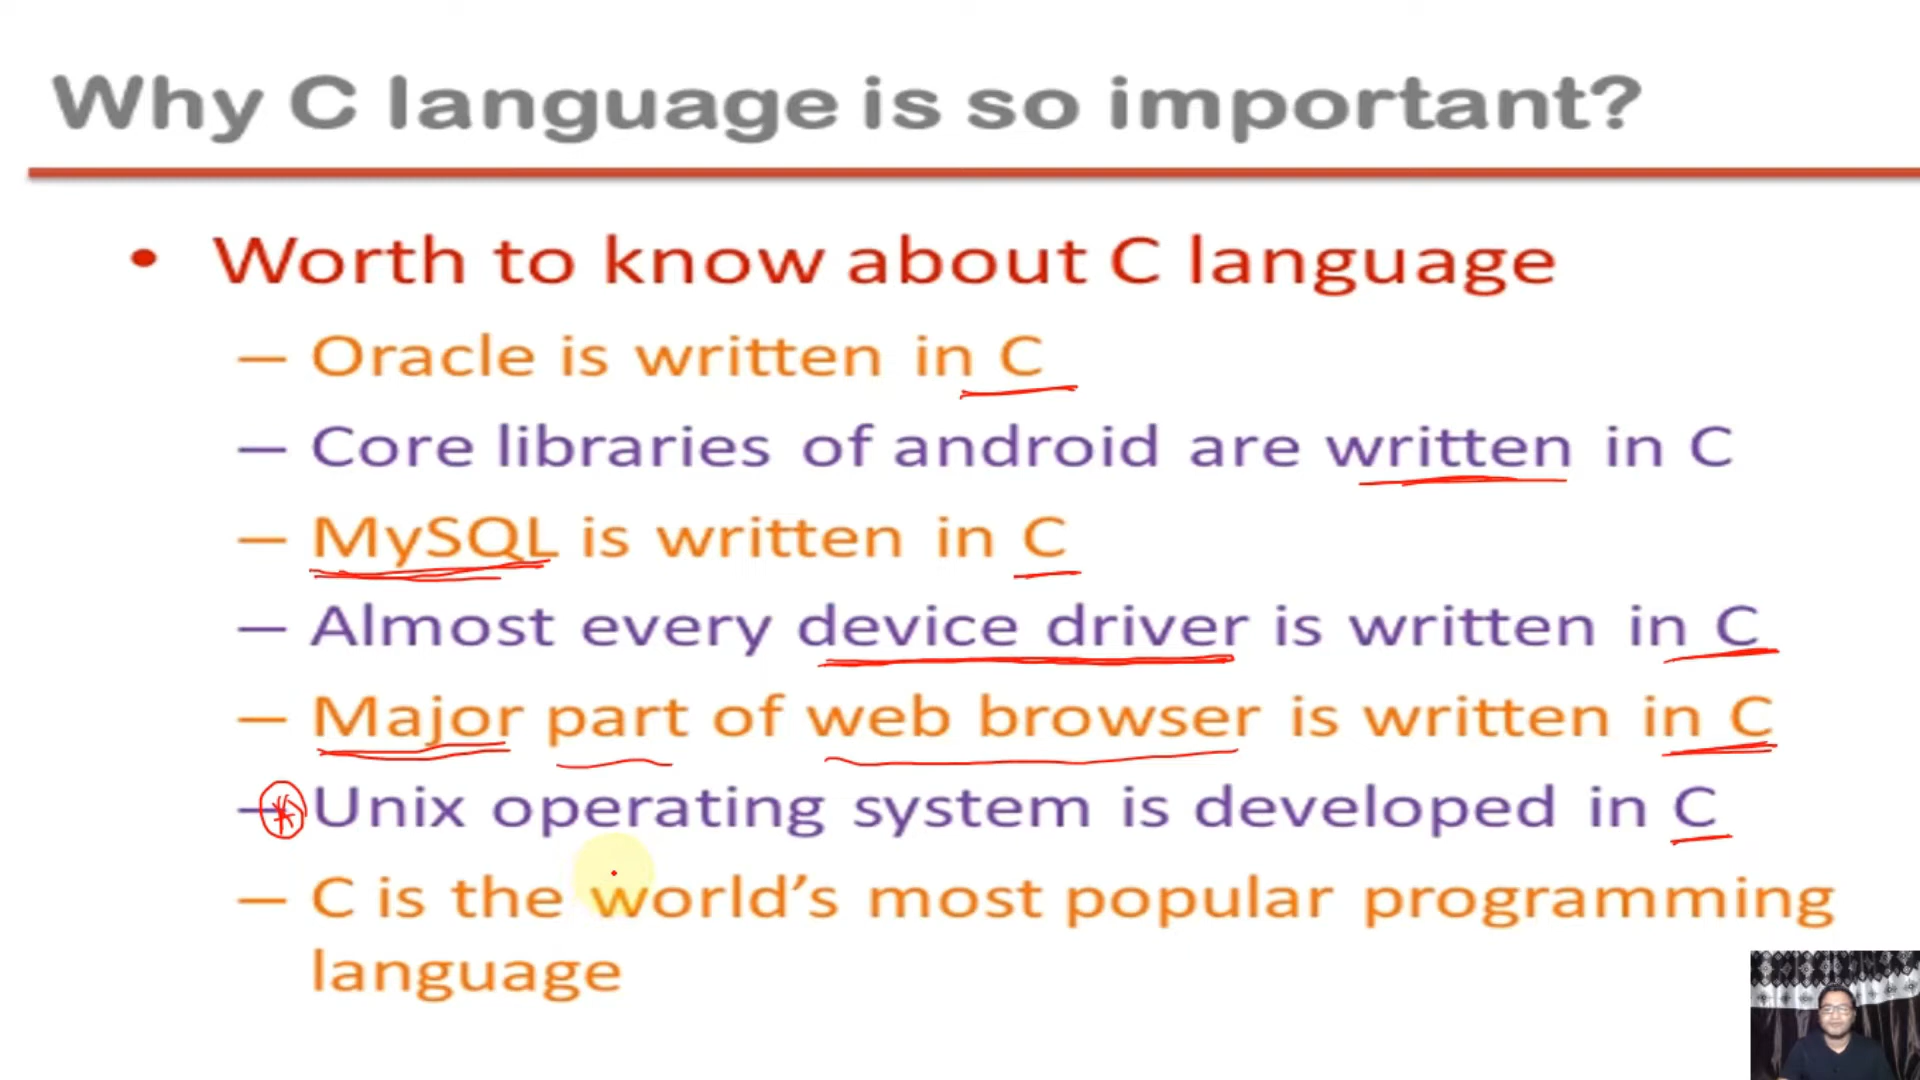 Why C language is so important?
• Worth to know about C language
– Oracle is written in C
– Core libraries of android are written in C
– MySQL is written in C
– Almost every device driver is written in C
– Major part of web browser is written in C
– Unix operating system is developed in C
– C is the world’s most popular programming
language